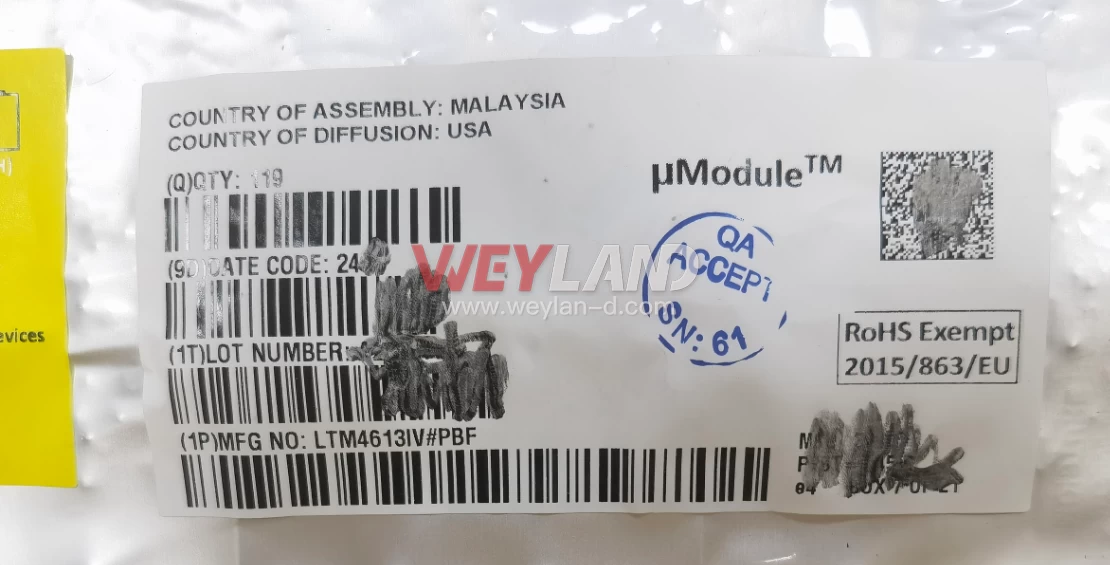 COUNTRY OF ASSEMBLY: MALAYSIA
COUNTRY OF DIFFUSION: USA
(Q)QTY: 119
µModule™
(9D)DATE CODE: 24
QA
ACCEPT
SN: 61
WEYLAND
www.weylan-d.com
(1T)LOT NUMBER:
RoHS Exempt
2015/863/EU
(1P)MFG NO: LTM4613IV#PBF
evices
H)